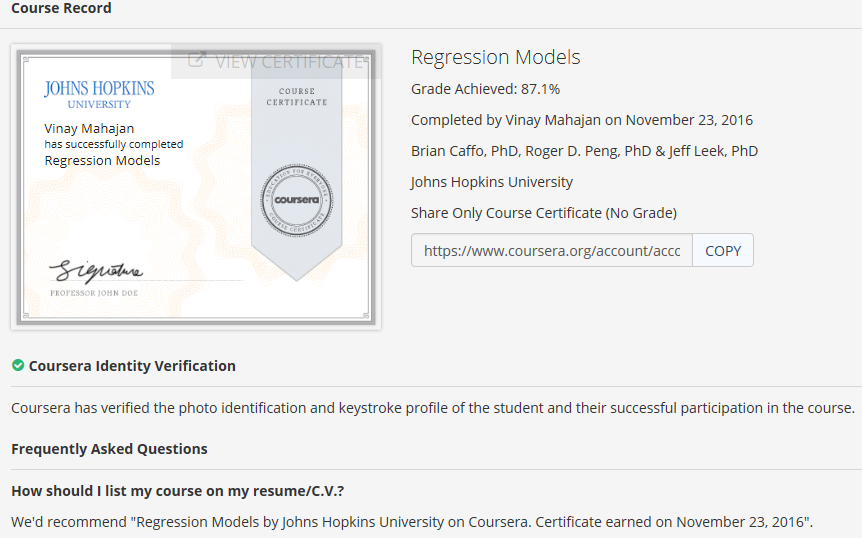 Course Record
VIEW CERTIFICATE
JOHNS HOPKINS
UNIVERSITY
COURSE
CERTIFICATE
Vinay Mahajan
has successfully completed
Regression Models
EDUCATION FOR EVERYONE
coursera
COURSE CERTIFICATE
Signature
PROFESSOR JOHN DOE
Regression Models
Grade Achieved: 87.1%
Completed by Vinay Mahajan on November 23, 2016
Brian Caffo, PhD, Roger D. Peng, PhD & Jeff Leek, PhD
Johns Hopkins University
Share Only Course Certificate (No Grade)
https://www.coursera.org/account/accc COPY
Coursera Identity Verification
Coursera has verified the photo identification and keystroke profile of the student and their successful participation in the course.
Frequently Asked Questions
How should I list my course on my resume/C.V.?
We'd recommend "Regression Models by Johns Hopkins University on Coursera. Certificate earned on November 23, 2016".